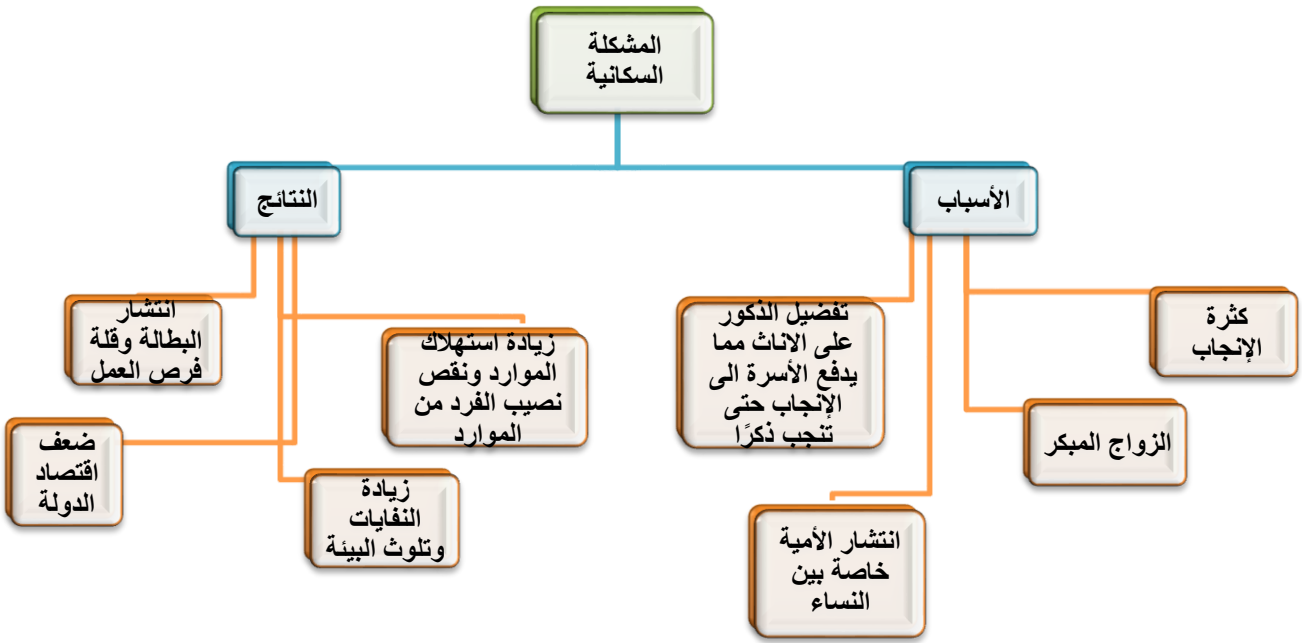 المشكلة
السكانية
الأسباب
كثرة
الإنجاب
الزواج المبكر
تفضيل الذكور
على الاناث مما
يدفع الأسرة الى
الإنجاب حتى
تنجب ذكرًا
انتشار الأمية
خاصة بين
النساء
النتائج
زيادة استهلاك
الموارد ونقص
نصيب الفرد من
الموارد
انتشار
البطالة وقلة
فرص العمل
زيادة
النفايات
وتلوث البيئة
ضعف
اقتصاد
الدولة